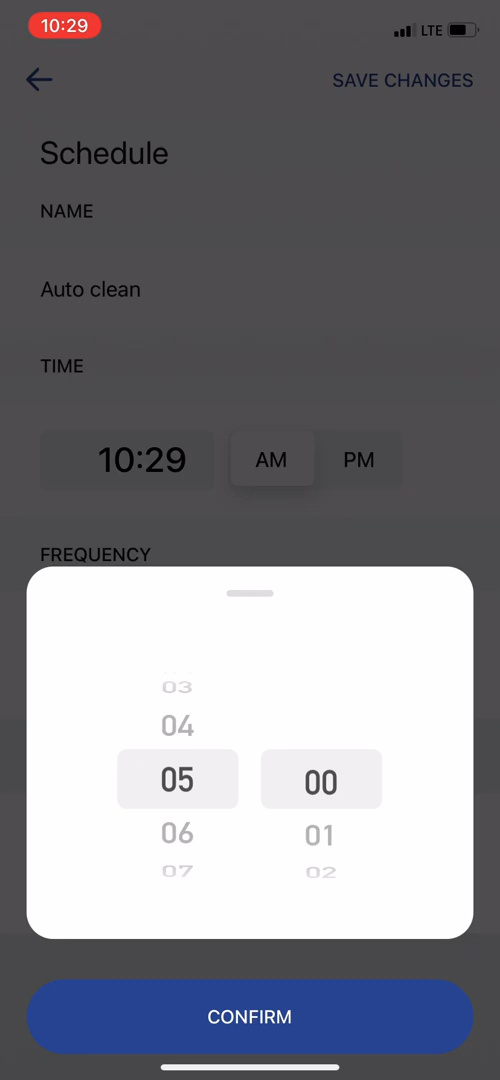 10:29
LTE
SAVE CHANGES
Schedule
NAME
Auto clean
TIME
10:29 AM PM
FREQUENCY
03
04
05 00
06 01
07 02
CONFIRM